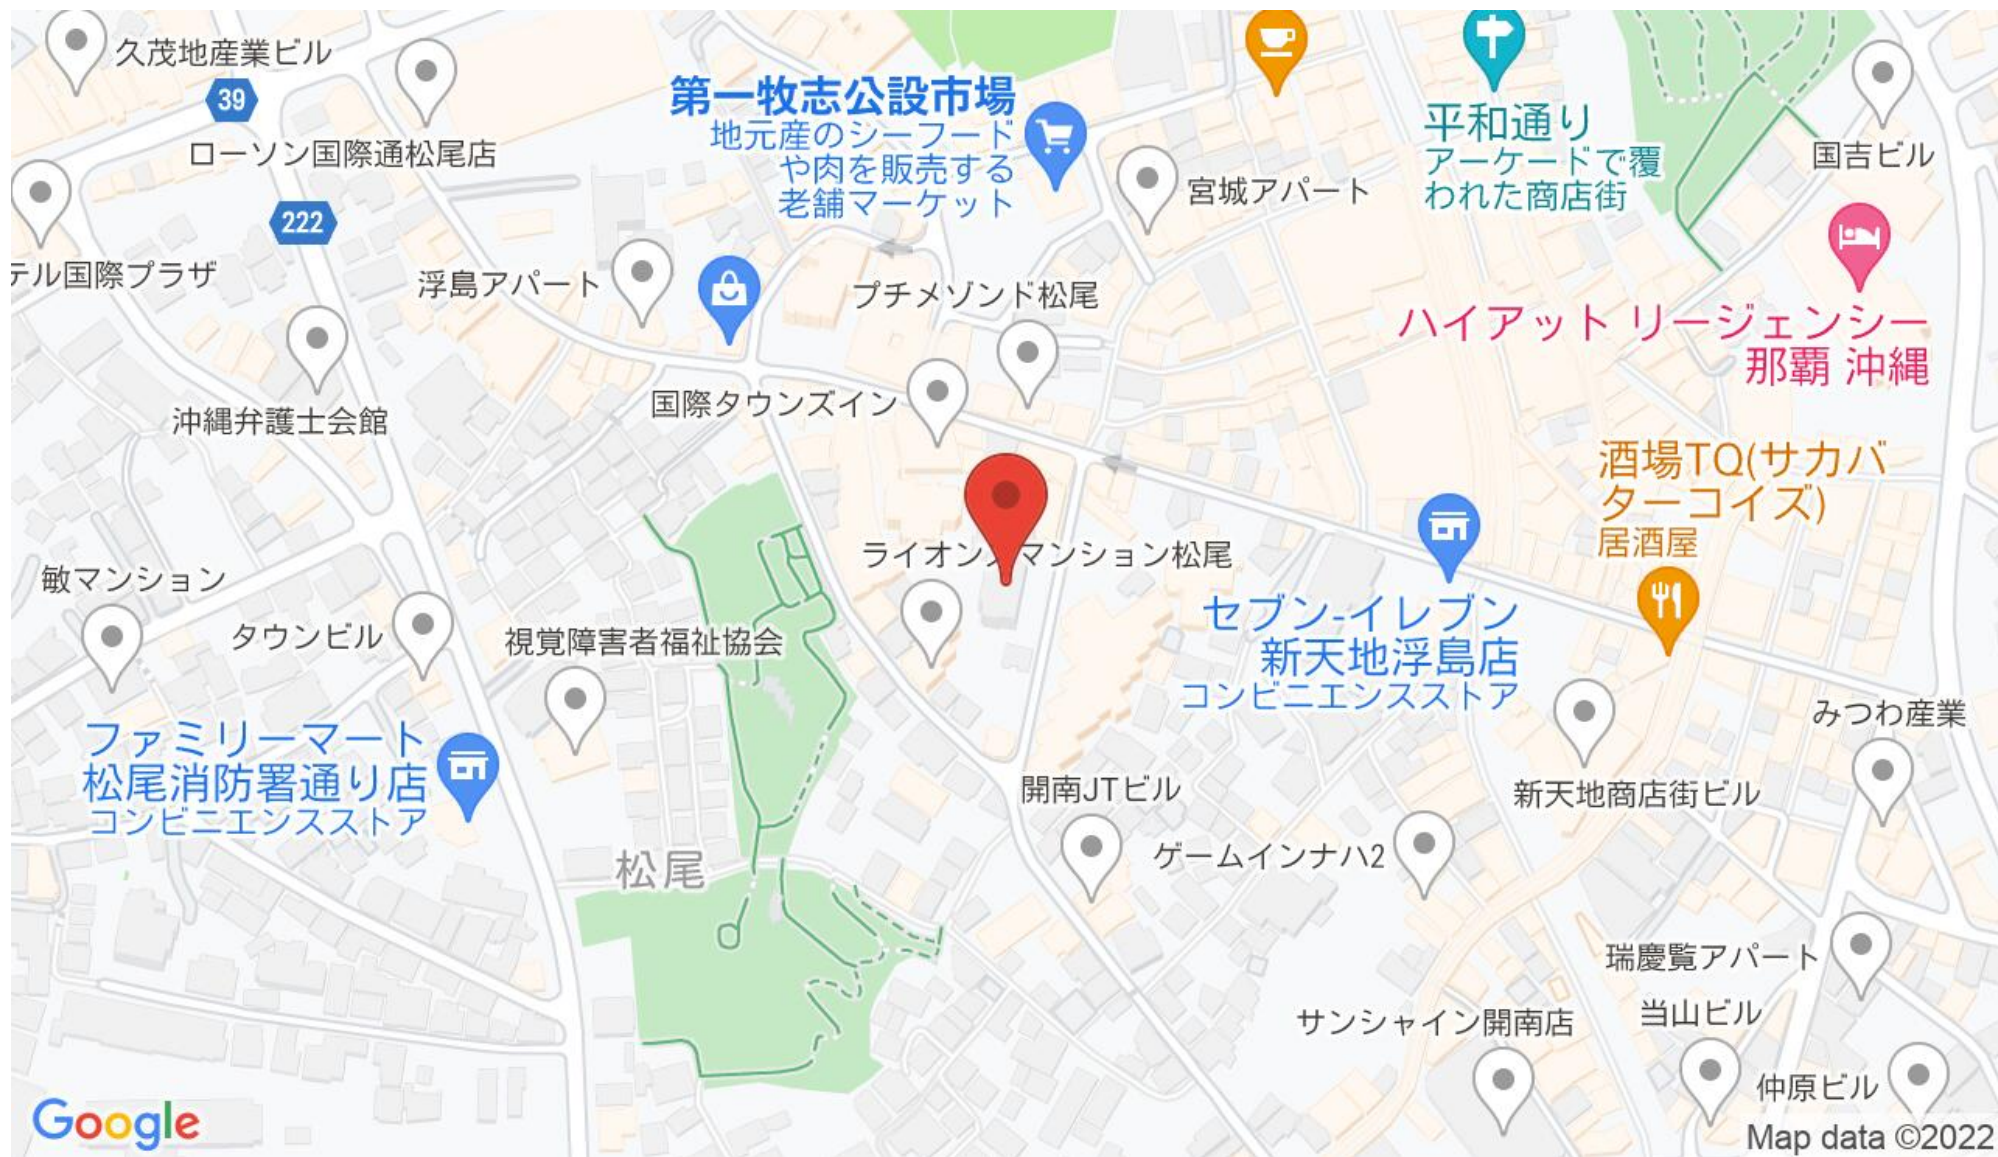 久茂地産業ビル
39
ローソン国際通松尾店
222
テル国際プラザ
浮島アパート
沖縄弁護士会館
第一牧志公設市場
地元産のシーフード
や肉を販売する
老舗マーケット
宮城アパート
平和通り
アーケードで覆
われた商店街
国吉ビル
プチメゾンド松尾
ハイアット リージェンシー
那覇 沖縄
国際タウンズイン
酒場TQ(サカバ
ターコイズ)
居酒屋
敏マンション
タウンビル
視覚障害者福祉協会
ライオンズマンション松尾
セブン-イレブン
新天地浮島店
コンビニエンスストア
ファミリーマート
松尾消防署通り店
コンビニエンスストア
みつわ産業
新天地商店街ビル
開南JTビル
ゲームインナハ2
松尾
瑞慶覧アパート
サンシャイン開南店
当山ビル
仲原ビル
Google
Map data ©2022